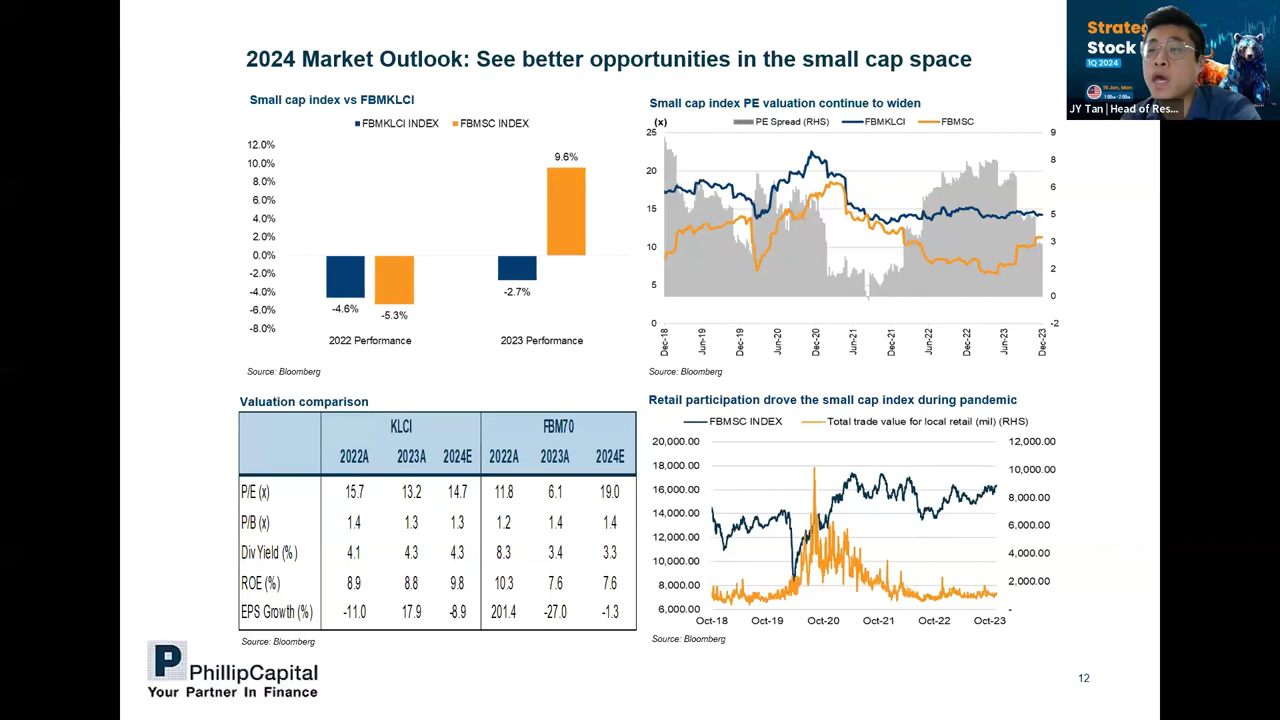 2024 Market Outlook: See better opportunities in the small cap space
Small cap index vs FBMKLCI
FBMKLCI INDEX FBMSC INDEX
12.0%
10.0%
8.0%
6.0%
4.0%
2.0%
0.0%
-2.0%
-4.0%
-6.0%
-8.0%
9.6%
-4.6%
-5.3%
-2.7%
2022 Performance 2023 Performance
Source: Bloomberg
Small cap index PE valuation continue to widen
(x) PE Spread (RHS) FBMKLCI FBMSC
25
20
15
10
5
0
9
8
6
5
3
2
0
-2
Dec-18 Jun-19 Dec-19 Jun-20 Dec-20 Jun-21 Dec-21 Jun-22 Dec-22 Jun-23 Dec-23
Source: Bloomberg
Valuation comparison
KLCI FBM70
2022A 2023A 2024E 2022A 2023A 2024E
P/E (x) 15.7 13.2 14.7 11.8 6.1 19.0
P/B (x) 1.4 1.3 1.3 1.2 1.4 1.4
Div Yield (%) 4.1 4.3 4.3 8.3 3.4 3.3
ROE (%) 8.9 8.8 9.8 10.3 7.6 7.6
EPS Growth (%) -11.0 17.9 -8.9 201.4 -27.0 -1.3
Source: Bloomberg
Retail participation drove the small cap index during pandemic
FBMSC INDEX Total trade value for local retail (mil) (RHS)
20,000.00
18,000.00
16,000.00
14,000.00
12,000.00
10,000.00
8,000.00
6,000.00
12,000.00
10,000.00
8,000.00
6,000.00
4,000.00
2,000.00
-
Oct-18 Oct-19 Oct-20 Oct-21 Oct-22 Oct-23
Source: Bloomberg
P PhillipCapital
Your Partner In Finance
12
Strate
Stock
1Q 2024
JY Tan | Head of Res...